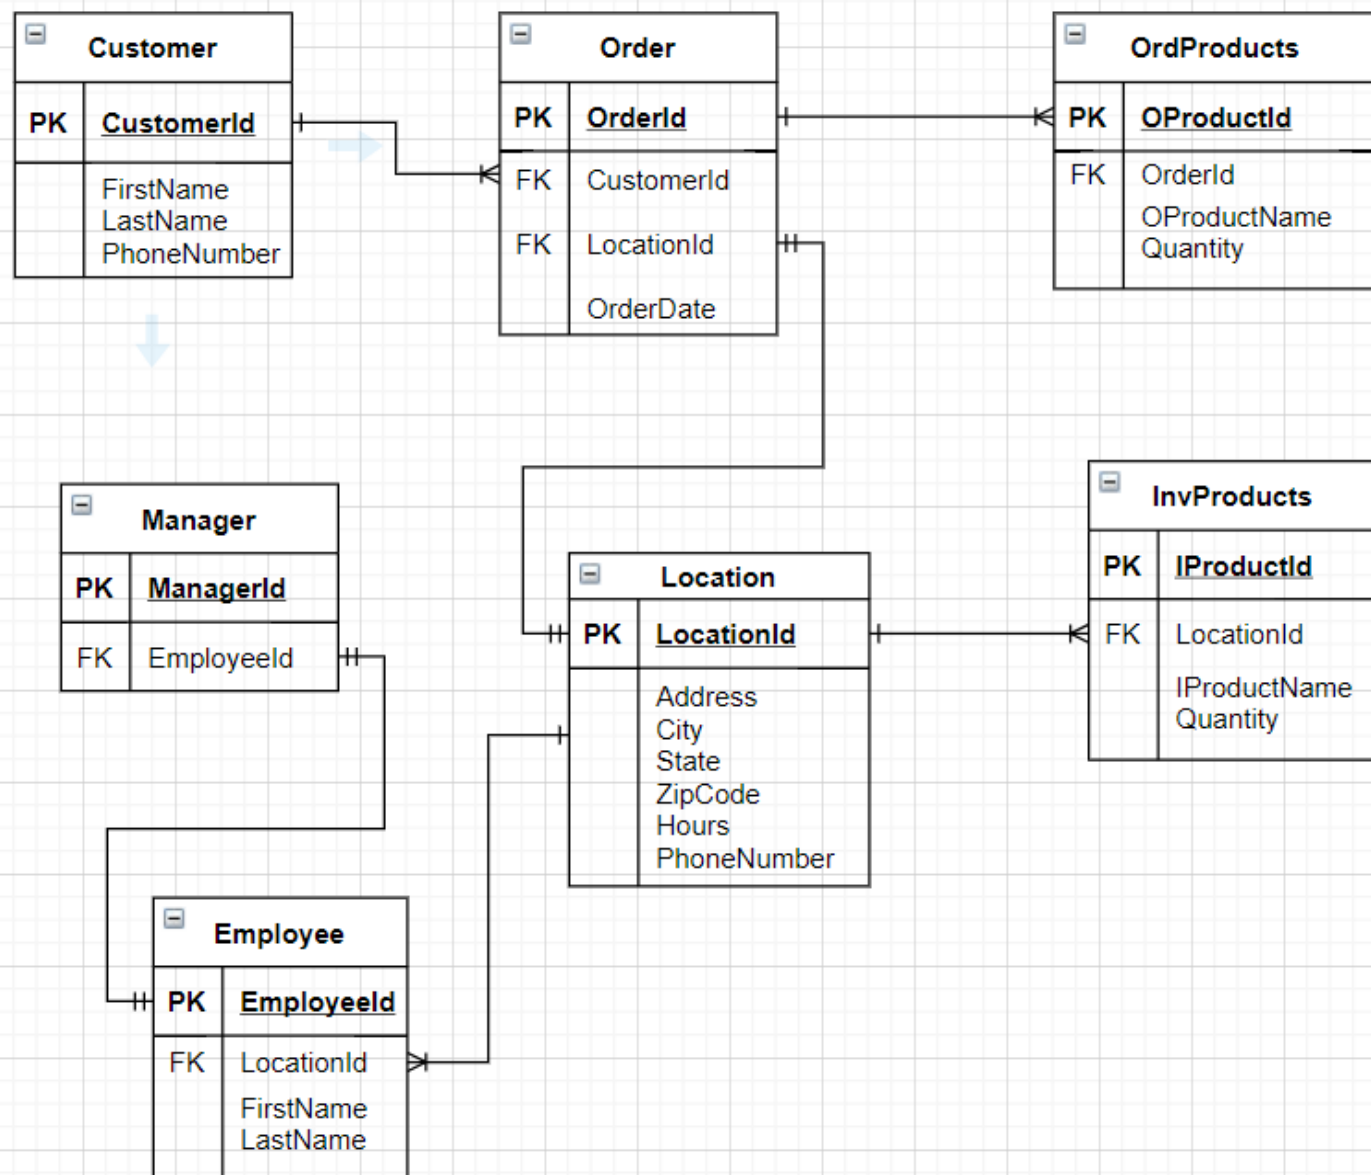 Customer
PK CustomerId
FirstName
LastName
PhoneNumber
Order
PK OrderId
FK CustomerId
FK LocationId
OrderDate
OrdProducts
PK OProductId
FK OrderId
OProductName
Quantity
Manager
PK ManagerId
FK EmployeeId
Location
PK LocationId
Address
City
State
ZipCode
Hours
PhoneNumber
InvProducts
PK IProductId
FK LocationId
IProductName
Quantity
Employee
PK EmployeeId
FK LocationId
FirstName
LastName